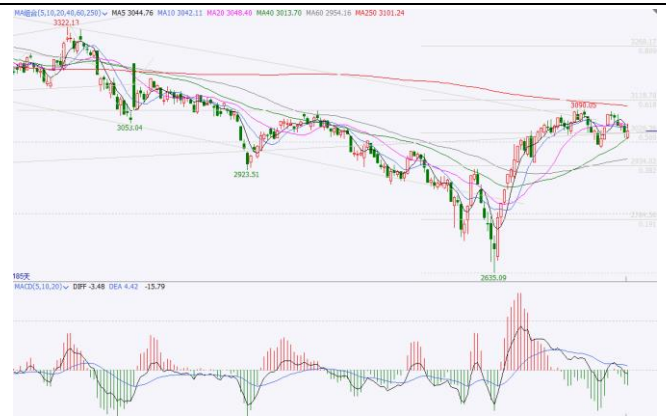 MA组合(5,10,20,40,60,250) MA5 3044.76 MA10 3042.11 MA20 3048.40 MA40 3013.70 MA60 2954.16 MA250 3101.24
3322.13
3090.05
3053.04
2923.51
2635.09
185天
MACD(5,10,20) DIFF -3.48 DEA 4.42 -15.79